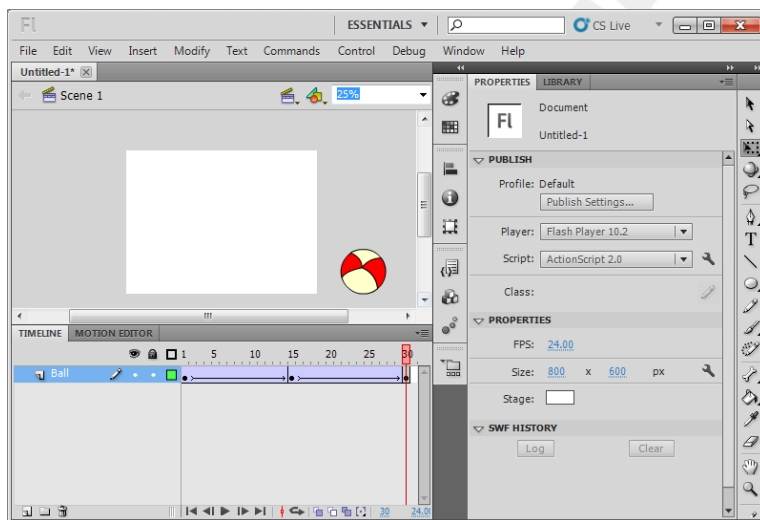 Fl ESSENTIALS CS Live
File Edit View Insert Modify Text Commands Control Debug Window Help
Untitled-1*
Scene 1 25%
PROPERTIES LIBRARY
Fl Document
Untitled-1
PUBLISH
Profile: Default
Publish Settings...
Player: Flash Player 10.2
Script: ActionScript 2.0
Class:
PROPERTIES
FPS: 24.00
Size: 800 x 600 px
Stage:
SWF HISTORY
Log Clear
TIMELINE MOTION EDITOR
1 5 10 15 20 25 30
Ball
30 24.0